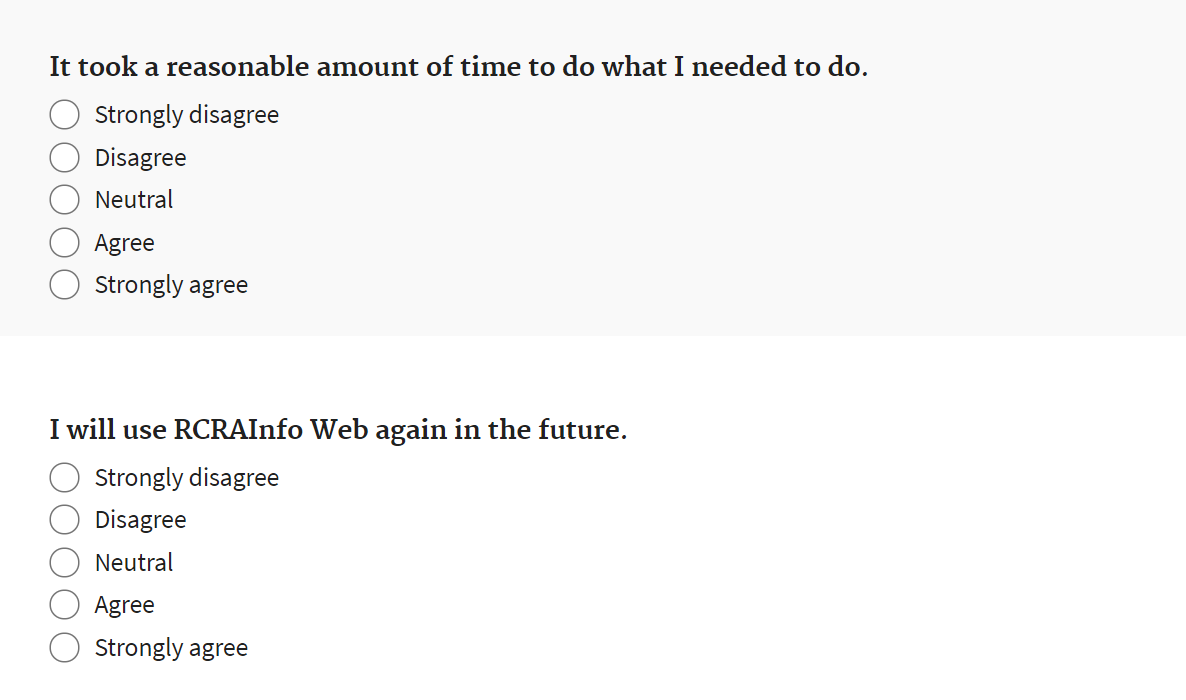 It took a reasonable amount of time to do what I needed to do.
Strongly disagree
Disagree
Neutral
Agree
Strongly agree
I will use RCRAInfo Web again in the future.
Strongly disagree
Disagree
Neutral
Agree
Strongly agree